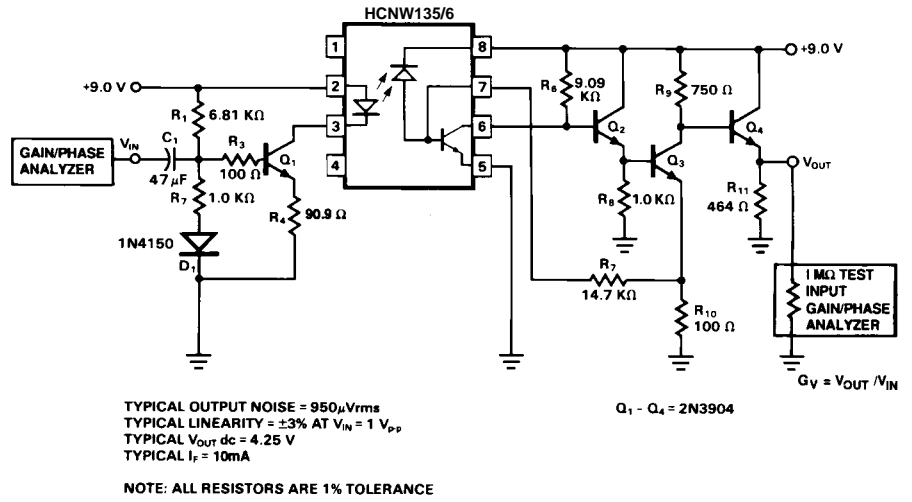 HCNW135/6
1
2
3
4
8
7
6
5
+9.0 V
+9.0 V
R1
6.81 KΩ
GAIN/PHASE
ANALYZER
VIN
C1
47 µF
R3
100 Ω
Q1
R7
1.0 KΩ
R4
90.9 Ω
1N4150
D1
R6
9.09
KΩ
Q2
R9
750 Ω
Q4
Q3
VOUT
R8
1.0 KΩ
R11
464 Ω
R7
14.7 KΩ
R10
100 Ω
1 MΩ TEST
INPUT
GAIN/PHASE
ANALYZER
GV = VOUT /VIN
TYPICAL OUTPUT NOISE = 950µVrms
TYPICAL LINEARITY = ±3% AT VIN = 1 Vp-p
TYPICAL VOUT dc = 4.25 V
TYPICAL IF = 10mA
Q1 - Q4 = 2N3904
NOTE: ALL RESISTORS ARE 1% TOLERANCE